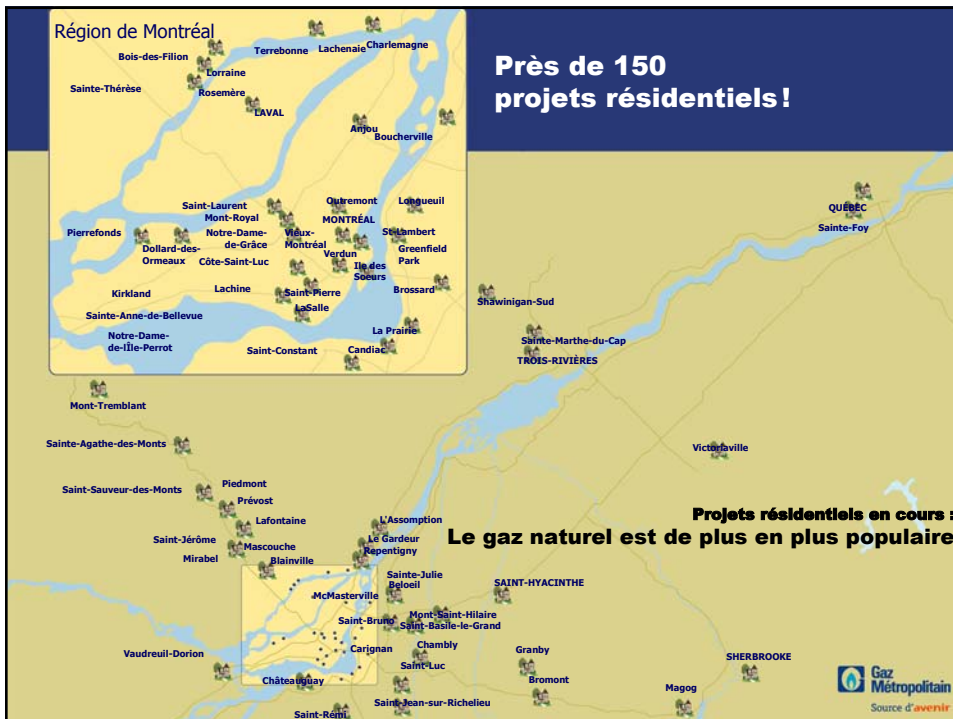 Région de Montréal
Près de 150
projets résidentiels !
Bois-des-Filion
Terrebonne
Lachenaie
Charlemagne
Lorraine
Sainte-Thérèse
Rosemère
LAVAL
Anjou
Boucherville
Saint-Laurent
Mont-Royal
Outremont
Longueuil
MONTRÉAL
Pierrefonds
Notre-Dame-
de-Grâce
Vieux-
Montréal
St-Lambert
Dollard-des-
Ormeaux
Verdun
Greenfield
Park
Côte-Saint-Luc
Ile des
Soeurs
Kirkland
Lachine
Saint-Pierre
Brossard
LaSalle
Sainte-Anne-de-Bellevue
Notre-Dame-
de-l'Île-Perrot
La Prairie
Saint-Constant
Candiac
QUÉBEC
Sainte-Foy
Shawinigan-Sud
Sainte-Marthe-du-Cap
TROIS-RIVIÈRES
Mont-Tremblant
Sainte-Agathe-des-Monts
Victoriaville
Saint-Sauveur-des-Monts
Piedmont
Prévost
Lafontaine
L'Assomption
Projets résidentiels en cours :
Le gaz naturel est de plus en plus populaire
Saint-Jérôme
Mascouche
Le Gardeur
Repentigny
Mirabel
Blainville
Sainte-Julie
Beloeil
SAINT-HYACINTHE
McMasterville
Mont-Saint-Hilaire
Saint-Bruno
Saint-Basile-le-Grand
Carignan
Chambly
Granby
Vaudreuil-Dorion
Saint-Luc
SHERBROOKE
Châteauguay
Bromont
Magog
Saint-Jean-sur-Richelieu
Saint-Rémi
Gaz
Métropolitain
Source d'avenir